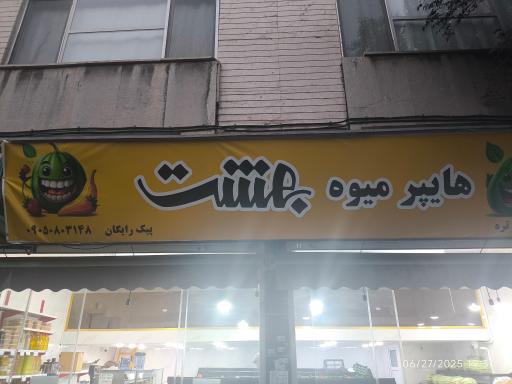 هایپر میوه بهشت
پیک رایگان ۰۹۰۵۰۸۰۳۱۴۸
06/27/2025